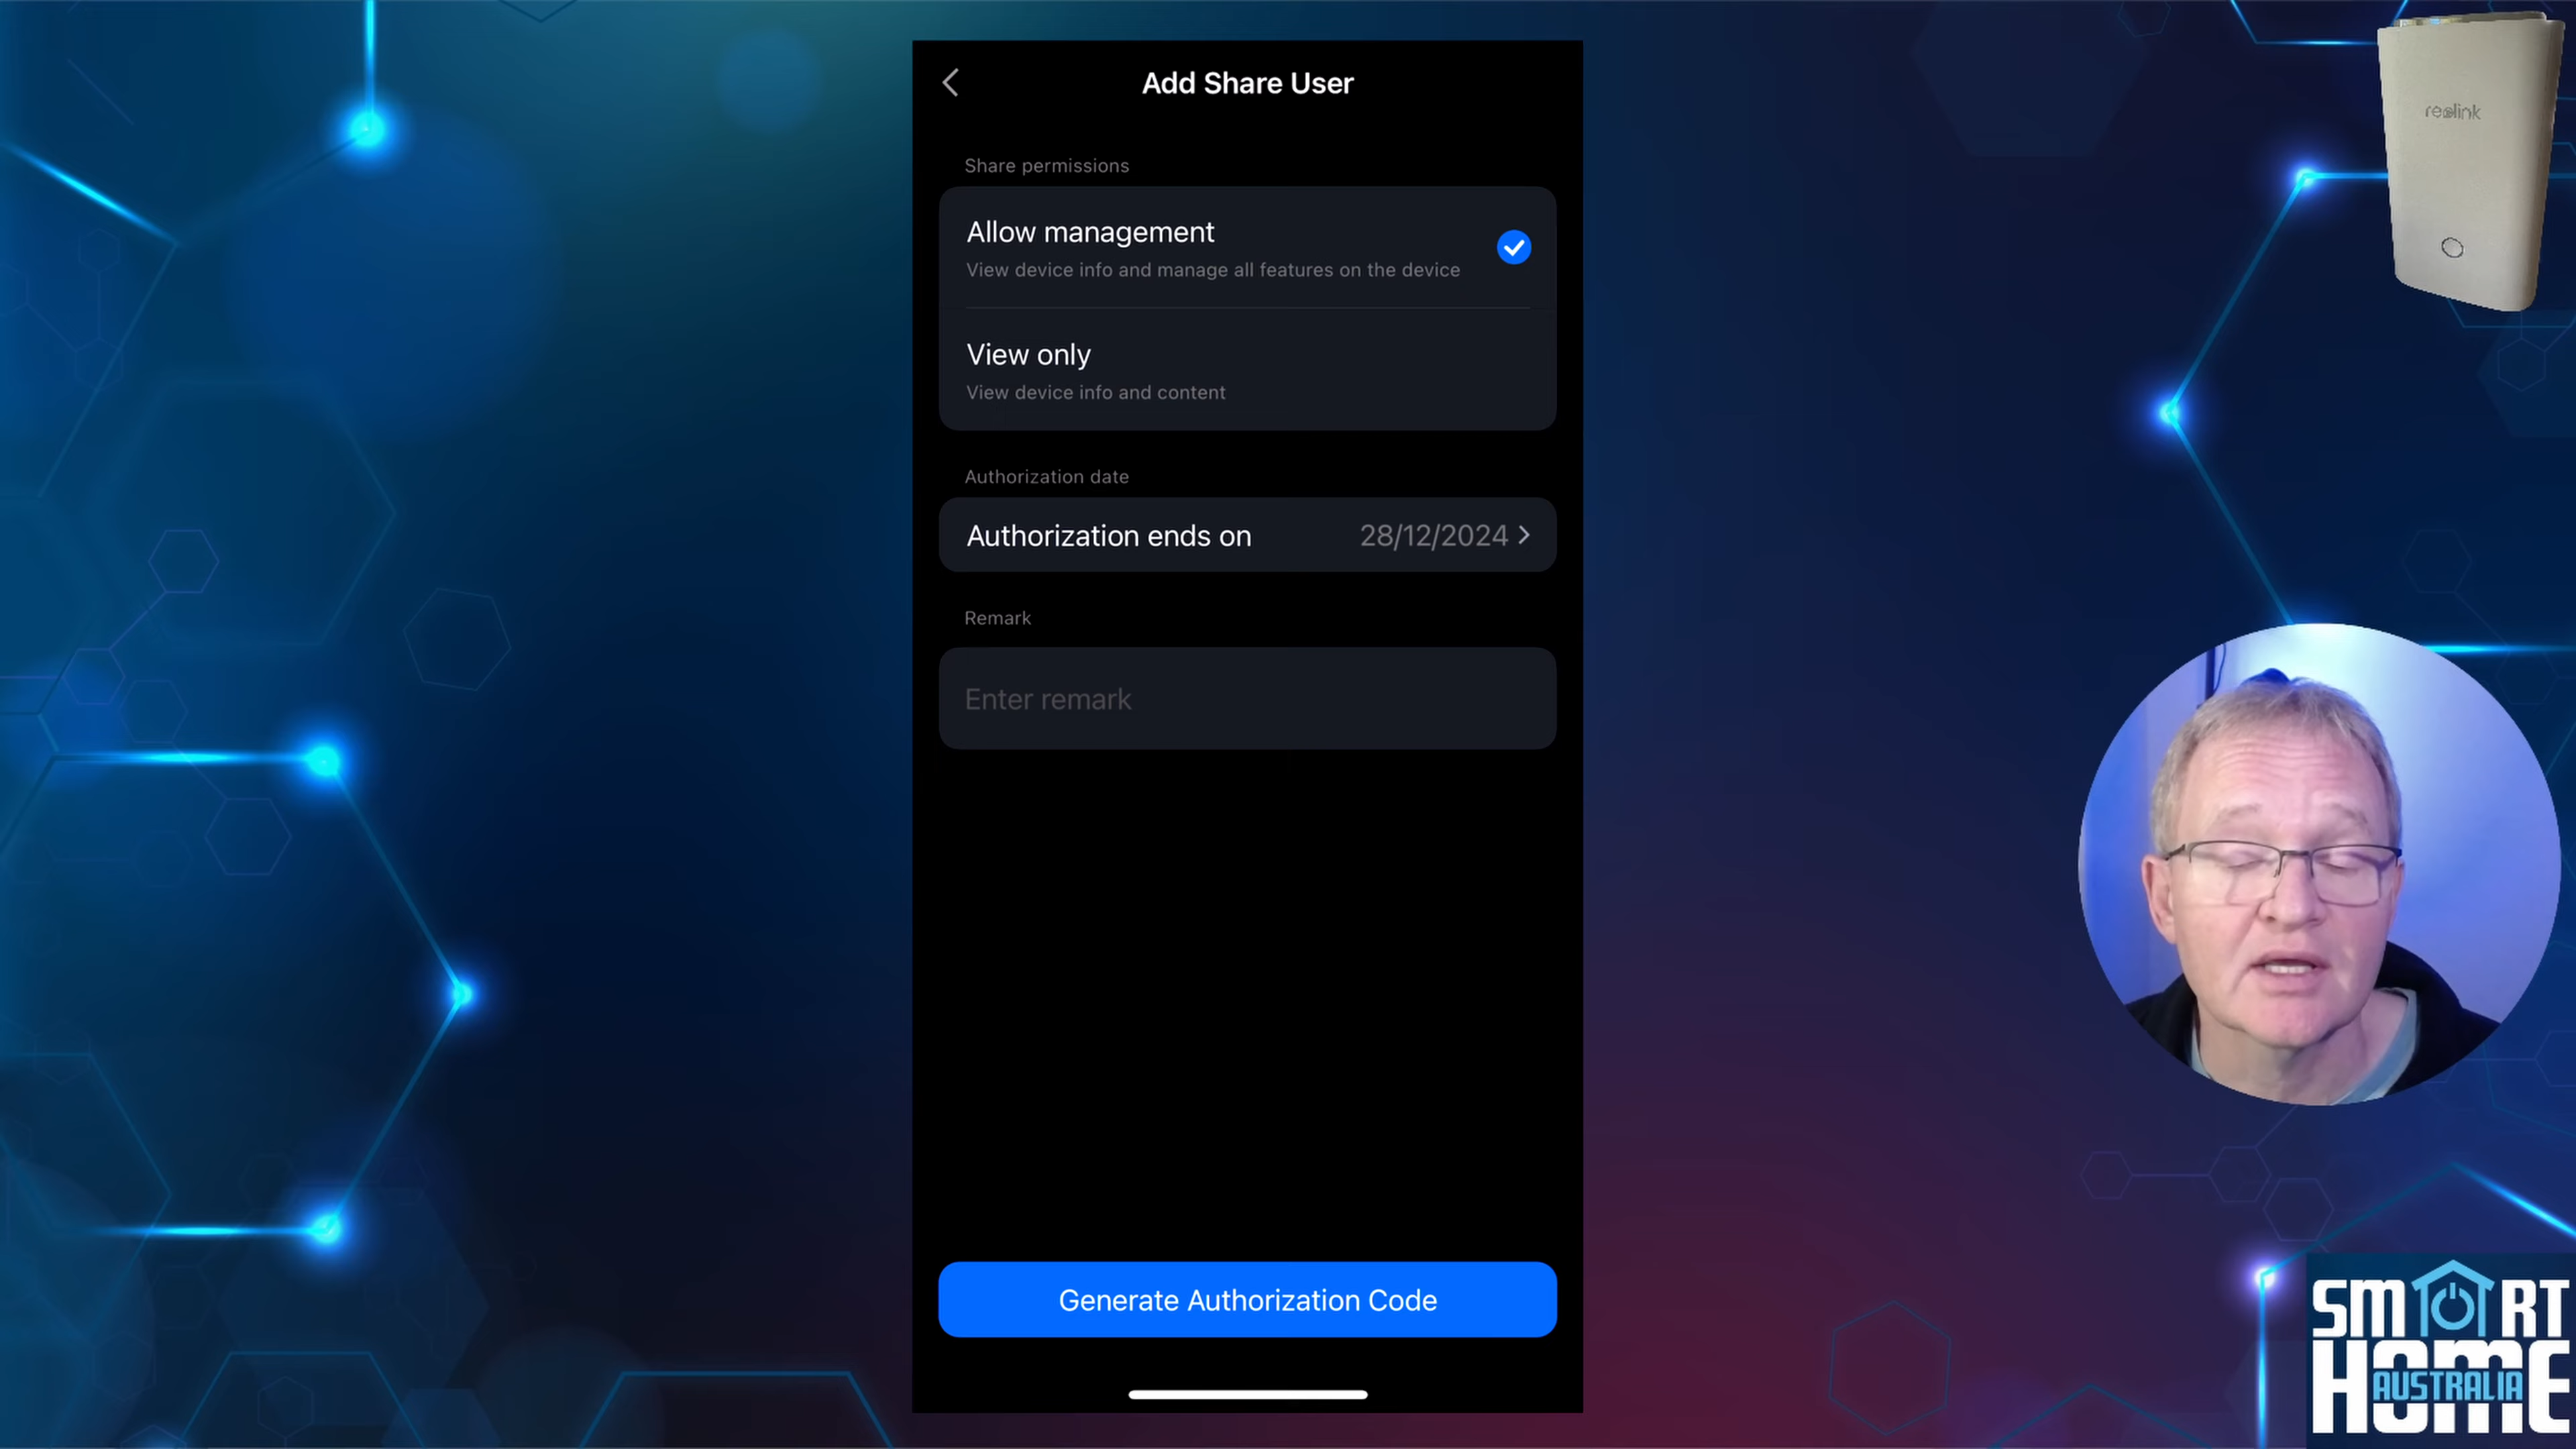 Add Share User
Share permissions
Allow management
View device info and manage all features on the device
View only
View device info and content
Authorization date
Authorization ends on 28/12/2024
Remark
Enter remark
Generate Authorization Code
reolink
SMART
HOME
AUSTRALIA